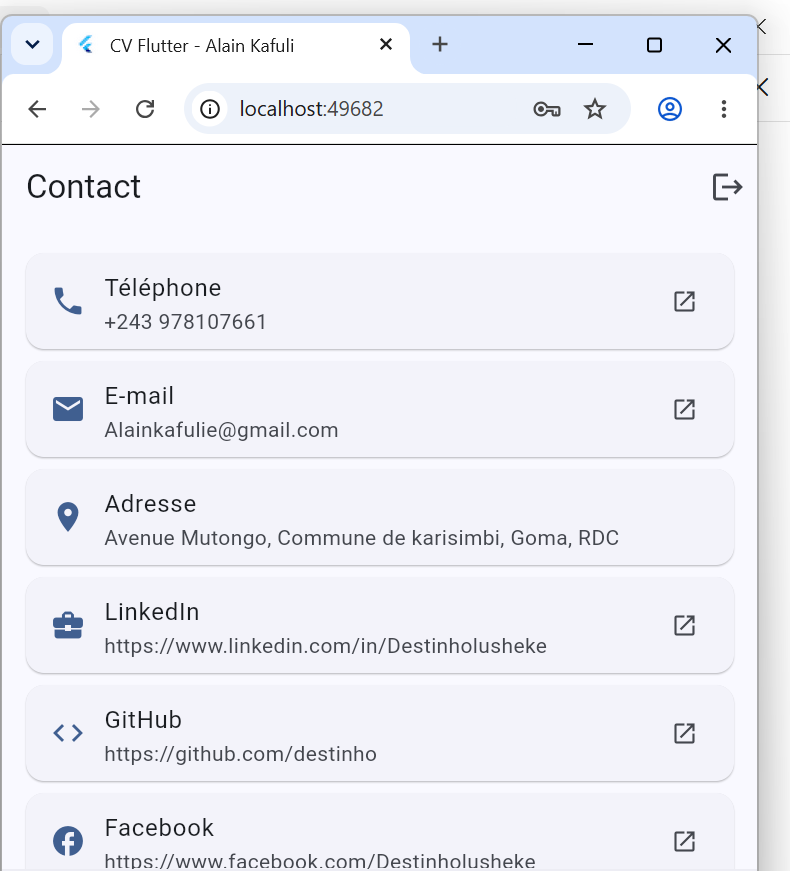 CV Flutter - Alain Kafuli
localhost:49682
Contact
Téléphone
+243 978107661
E-mail
Alainkafulie@gmail.com
Adresse
Avenue Mutongo, Commune de karisimbi, Goma, RDC
LinkedIn
https://www.linkedin.com/in/Destinholusheke
GitHub
https://github.com/destinho
Facebook
https://www.facebook.com/Destinholusheke